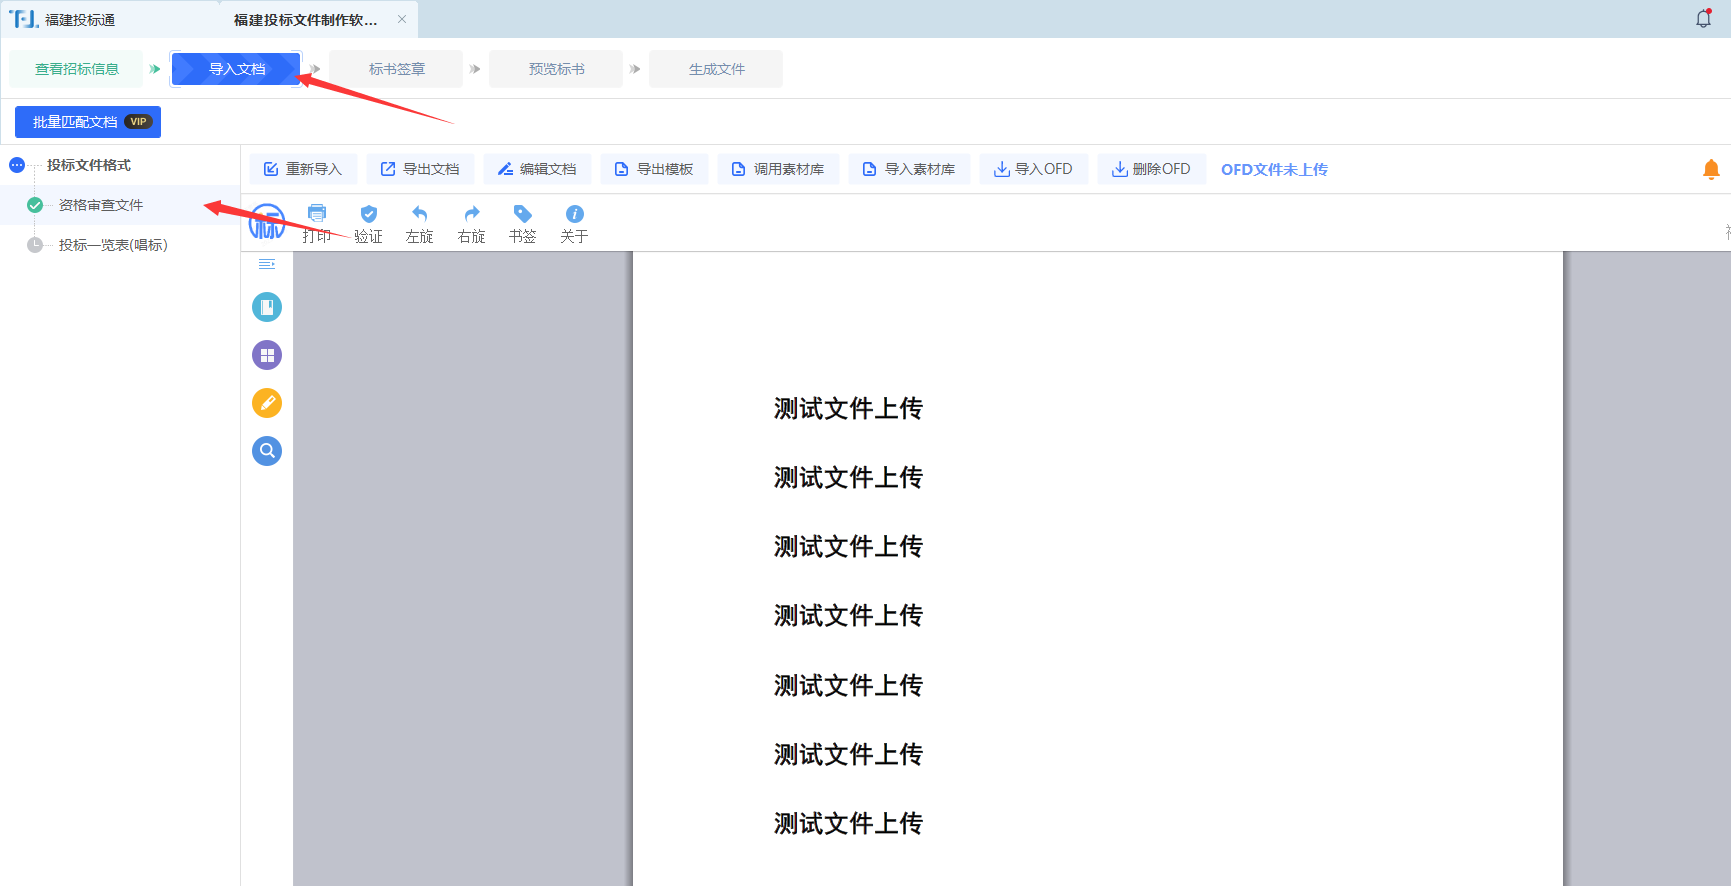 福建投标通
福建投标文件制作软...
查看招标信息
导入文档
标书签章
预览标书
生成文件
批量匹配文档 VIP
投标文件格式
资格审查文件
投标一览表(唱标)
重新导入
导出文档
编辑文档
导出模板
调用素材库
导入素材库
导入OFD
删除OFD
OFD文件未上传
标
打印
验证
左旋
右旋
书签
关于
测试文件上传
测试文件上传
测试文件上传
测试文件上传
测试文件上传
测试文件上传
测试文件上传